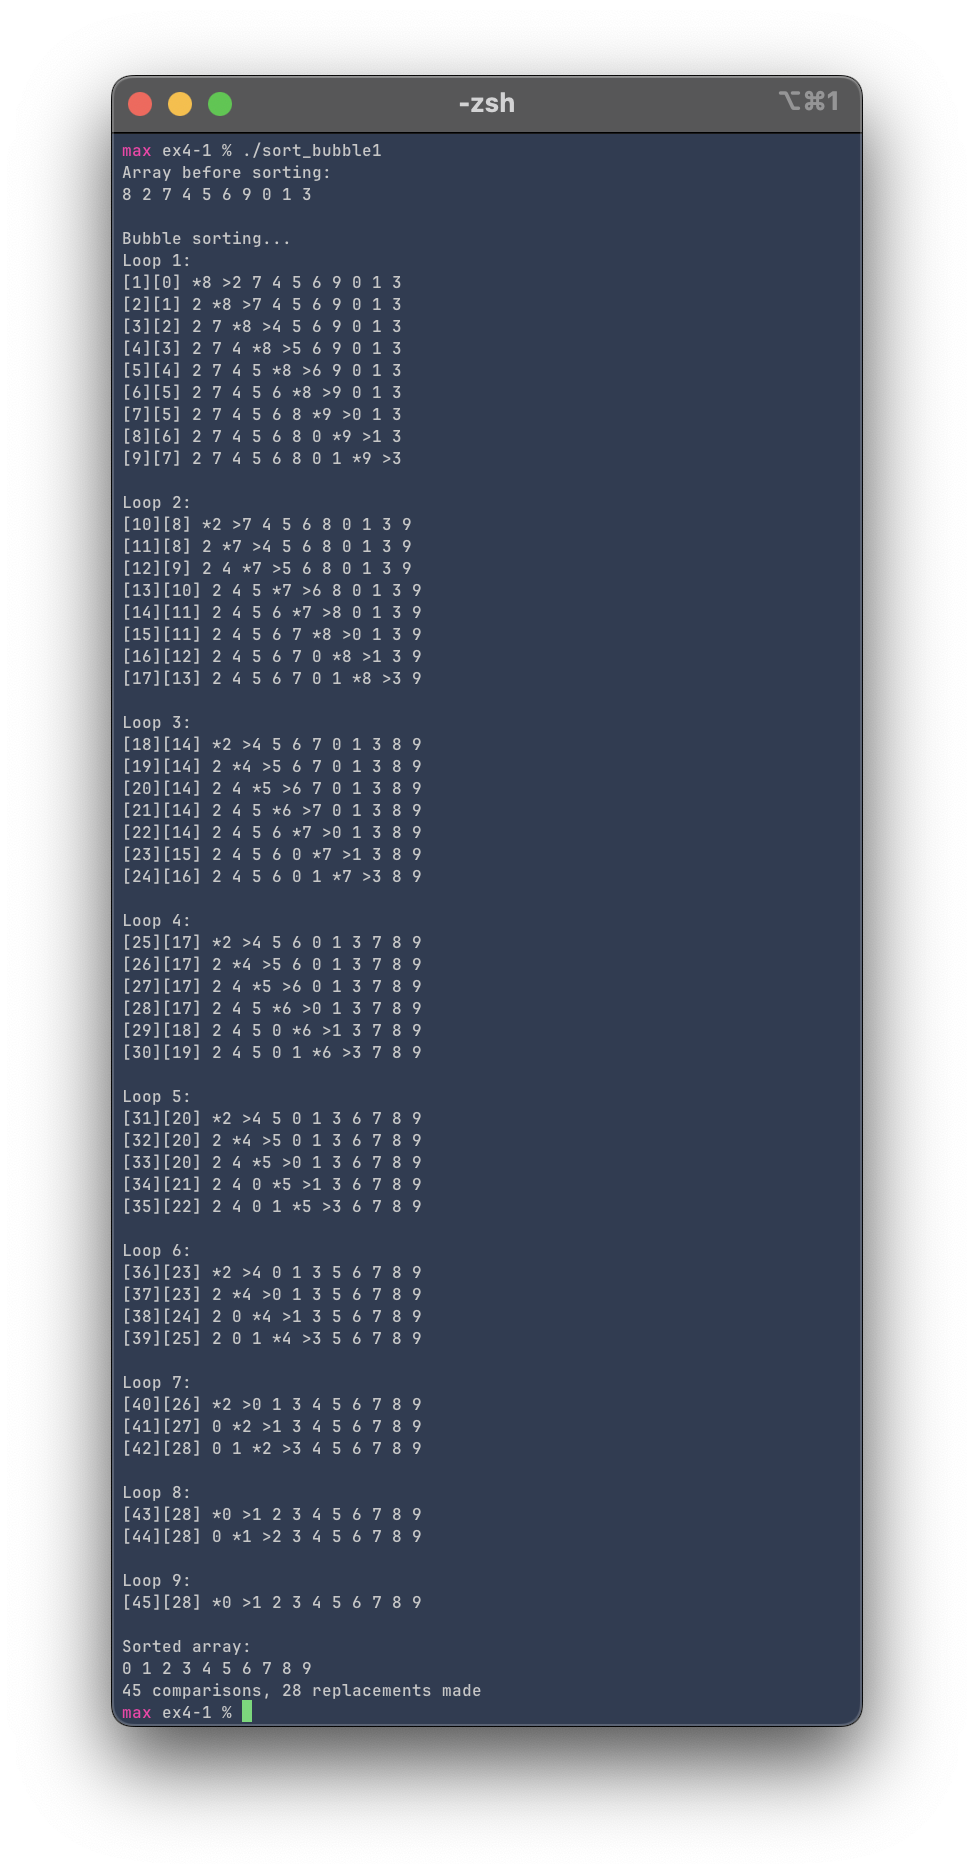 -zsh
⌥⌘1
max ex4-1 % ./sort_bubble1
Array before sorting:
8 2 7 4 5 6 9 0 1 3
Bubble sorting...
Loop 1:
[1][0] *8 >2 7 4 5 6 9 0 1 3
[2][1] 2 *8 >7 4 5 6 9 0 1 3
[3][2] 2 7 *8 >4 5 6 9 0 1 3
[4][3] 2 7 4 *8 >5 6 9 0 1 3
[5][4] 2 7 4 5 *8 >6 9 0 1 3
[6][5] 2 7 4 5 6 *8 >9 0 1 3
[7][5] 2 7 4 5 6 8 *9 >0 1 3
[8][6] 2 7 4 5 6 8 0 *9 >1 3
[9][7] 2 7 4 5 6 8 0 1 *9 >3
Loop 2:
[10][8] *2 >7 4 5 6 8 0 1 3 9
[11][8] 2 *7 >4 5 6 8 0 1 3 9
[12][9] 2 4 *7 >5 6 8 0 1 3 9
[13][10] 2 4 5 *7 >6 8 0 1 3 9
[14][11] 2 4 5 6 *7 >8 0 1 3 9
[15][11] 2 4 5 6 7 *8 >0 1 3 9
[16][12] 2 4 5 6 7 0 *8 >1 3 9
[17][13] 2 4 5 6 7 0 1 *8 >3 9
Loop 3:
[18][14] *2 >4 5 6 7 0 1 3 8 9
[19][14] 2 *4 >5 6 7 0 1 3 8 9
[20][14] 2 4 *5 >6 7 0 1 3 8 9
[21][14] 2 4 5 *6 >7 0 1 3 8 9
[22][14] 2 4 5 6 *7 >0 1 3 8 9
[23][15] 2 4 5 6 0 *7 >1 3 8 9
[24][16] 2 4 5 6 0 1 *7 >3 8 9
Loop 4:
[25][17] *2 >4 5 6 0 1 3 7 8 9
[26][17] 2 *4 >5 6 0 1 3 7 8 9
[27][17] 2 4 *5 >6 0 1 3 7 8 9
[28][17] 2 4 5 *6 >0 1 3 7 8 9
[29][18] 2 4 5 0 *6 >1 3 7 8 9
[30][19] 2 4 5 0 1 *6 >3 7 8 9
Loop 5:
[31][20] *2 >4 5 0 1 3 6 7 8 9
[32][20] 2 *4 >5 0 1 3 6 7 8 9
[33][20] 2 4 *5 >0 1 3 6 7 8 9
[34][21] 2 4 0 *5 >1 3 6 7 8 9
[35][22] 2 4 0 1 *5 >3 6 7 8 9
Loop 6:
[36][23] *2 >4 0 1 3 5 6 7 8 9
[37][23] 2 *4 >0 1 3 5 6 7 8 9
[38][24] 2 0 *4 >1 3 5 6 7 8 9
[39][25] 2 0 1 *4 >3 5 6 7 8 9
Loop 7:
[40][26] *2 >0 1 3 4 5 6 7 8 9
[41][27] 0 *2 >1 3 4 5 6 7 8 9
[42][28] 0 1 *2 >3 4 5 6 7 8 9
Loop 8:
[43][28] *0 >1 2 3 4 5 6 7 8 9
[44][28] 0 *1 >2 3 4 5 6 7 8 9
Loop 9:
[45][28] *0 >1 2 3 4 5 6 7 8 9
Sorted array:
0 1 2 3 4 5 6 7 8 9
45 comparisons, 28 replacements made
max ex4-1 %